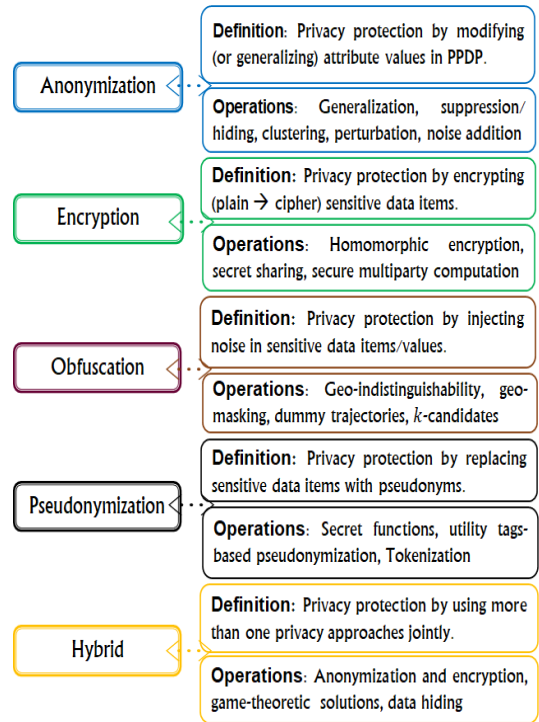 Anonymization
Definition: Privacy protection by modifying
(or generalizing) attribute values in PPDP.
Operations: Generalization, suppression/
hiding, clustering, perturbation, noise addition
Encryption
Definition: Privacy protection by encrypting
(plain → cipher) sensitive data items.
Operations: Homomorphic encryption,
secret sharing, secure multiparty computation
Obfuscation
Definition: Privacy protection by injecting
noise in sensitive data items/values.
Operations: Geo-indistinguishability, geo-
masking, dummy trajectories, k-candidates
Pseudonymization
Definition: Privacy protection by replacing
sensitive data items with pseudonyms.
Operations: Secret functions, utility tags-
based pseudonymization, Tokenization
Hybrid
Definition: Privacy protection by using more
than one privacy approaches jointly.
Operations: Anonymization and encryption,
game-theoretic solutions, data hiding